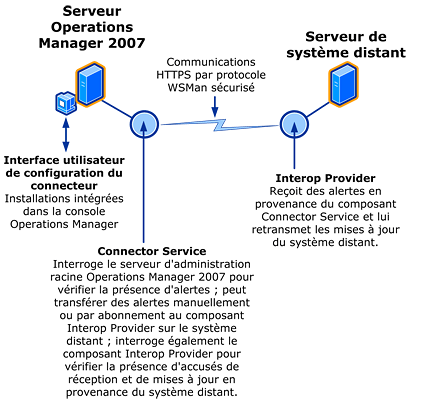 Serveur
Operations
Manager 2007
Serveur de
système distant
Communications
HTTPS par protocole
WSMan sécurisé
Interface utilisateur
de configuration du
connecteur
Installations intégrées
dans la console
Operations Manager
Interop Provider
Reçoit des alertes en
provenance du composant
Connector Service et lui
retransmet les mises à jour
du système distant.
Connector Service
Interroge le serveur d'administration
racine Operations Manager 2007 pour
vérifier la présence d'alertes ; peut
transférer des alertes manuellement
ou par abonnement au composant
Interop Provider sur le système
distant ; interroge également le
composant Interop Provider pour
vérifier la présence d'accusés de
réception et de mises à jour en
provenance du système distant.